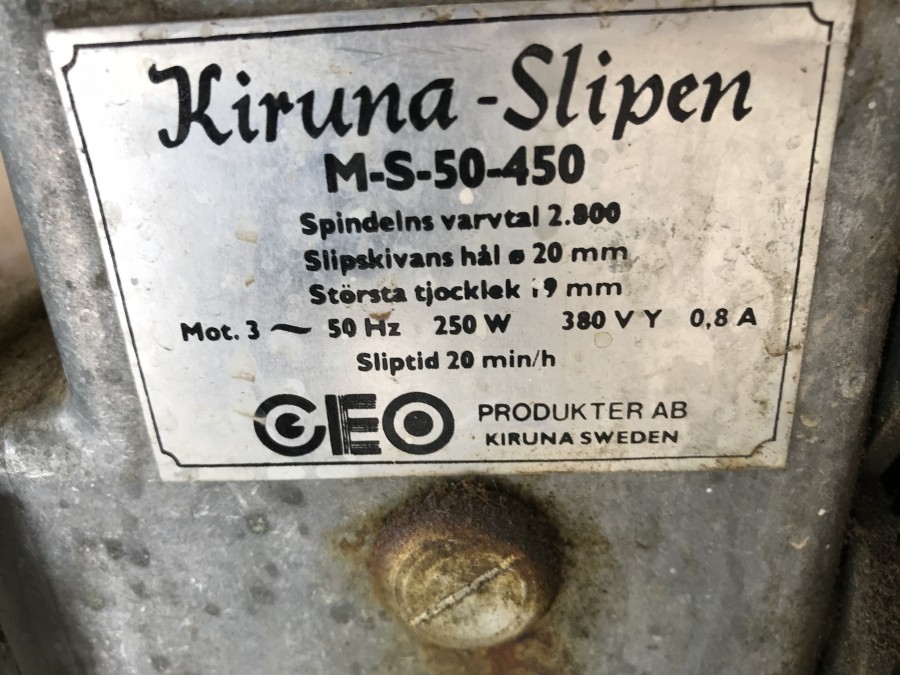 Kiruna-Slipen
M-S-50-450
Spindelns varvtal 2.800
Slipskivans hål ø 20 mm
Största tjocklek 19 mm
Mot. 3 ~ 50 Hz 250 W 380 V Y 0,8 A
Sliptid 20 min/h
GEO PRODUKTER AB
KIRUNA SWEDEN